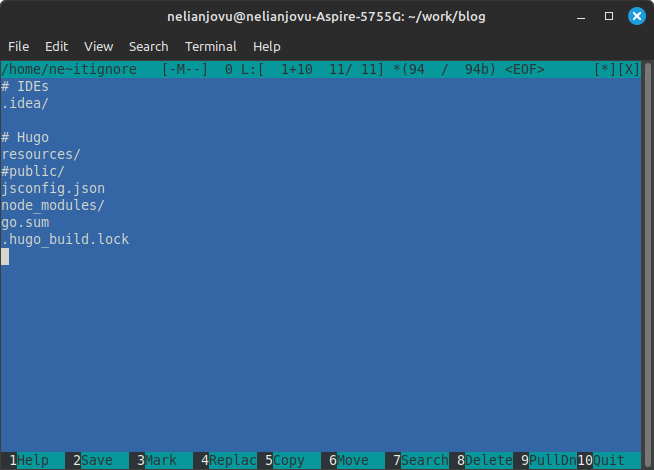 nelianjovu@nelianjovu-Aspire-5755G: ~/work/blog
File Edit View Search Terminal Help
/home/ne~itignore [-M--] 0 L:[ 1+10 11/ 11] *(94 / 94b) <EOF> [*][X]
# IDEs
.idea/

# Hugo
resources/
#public/
jsconfig.json
node_modules/
go.sum
.hugo_build.lock
1Help 2Save 3Mark 4Replac 5Copy 6Move 7Search 8Delete 9PullDn 10Quit